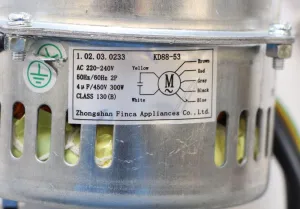 1.02.03.0233 KD88-53
AC 220-240V
50Hz/60Hz 2P
4μF/450V 300W
CLASS 130(B)
Yellow
White
M
Brown
Red
Gray
black
Blue
Zhongshan Finca Appliances Co.,Ltd.